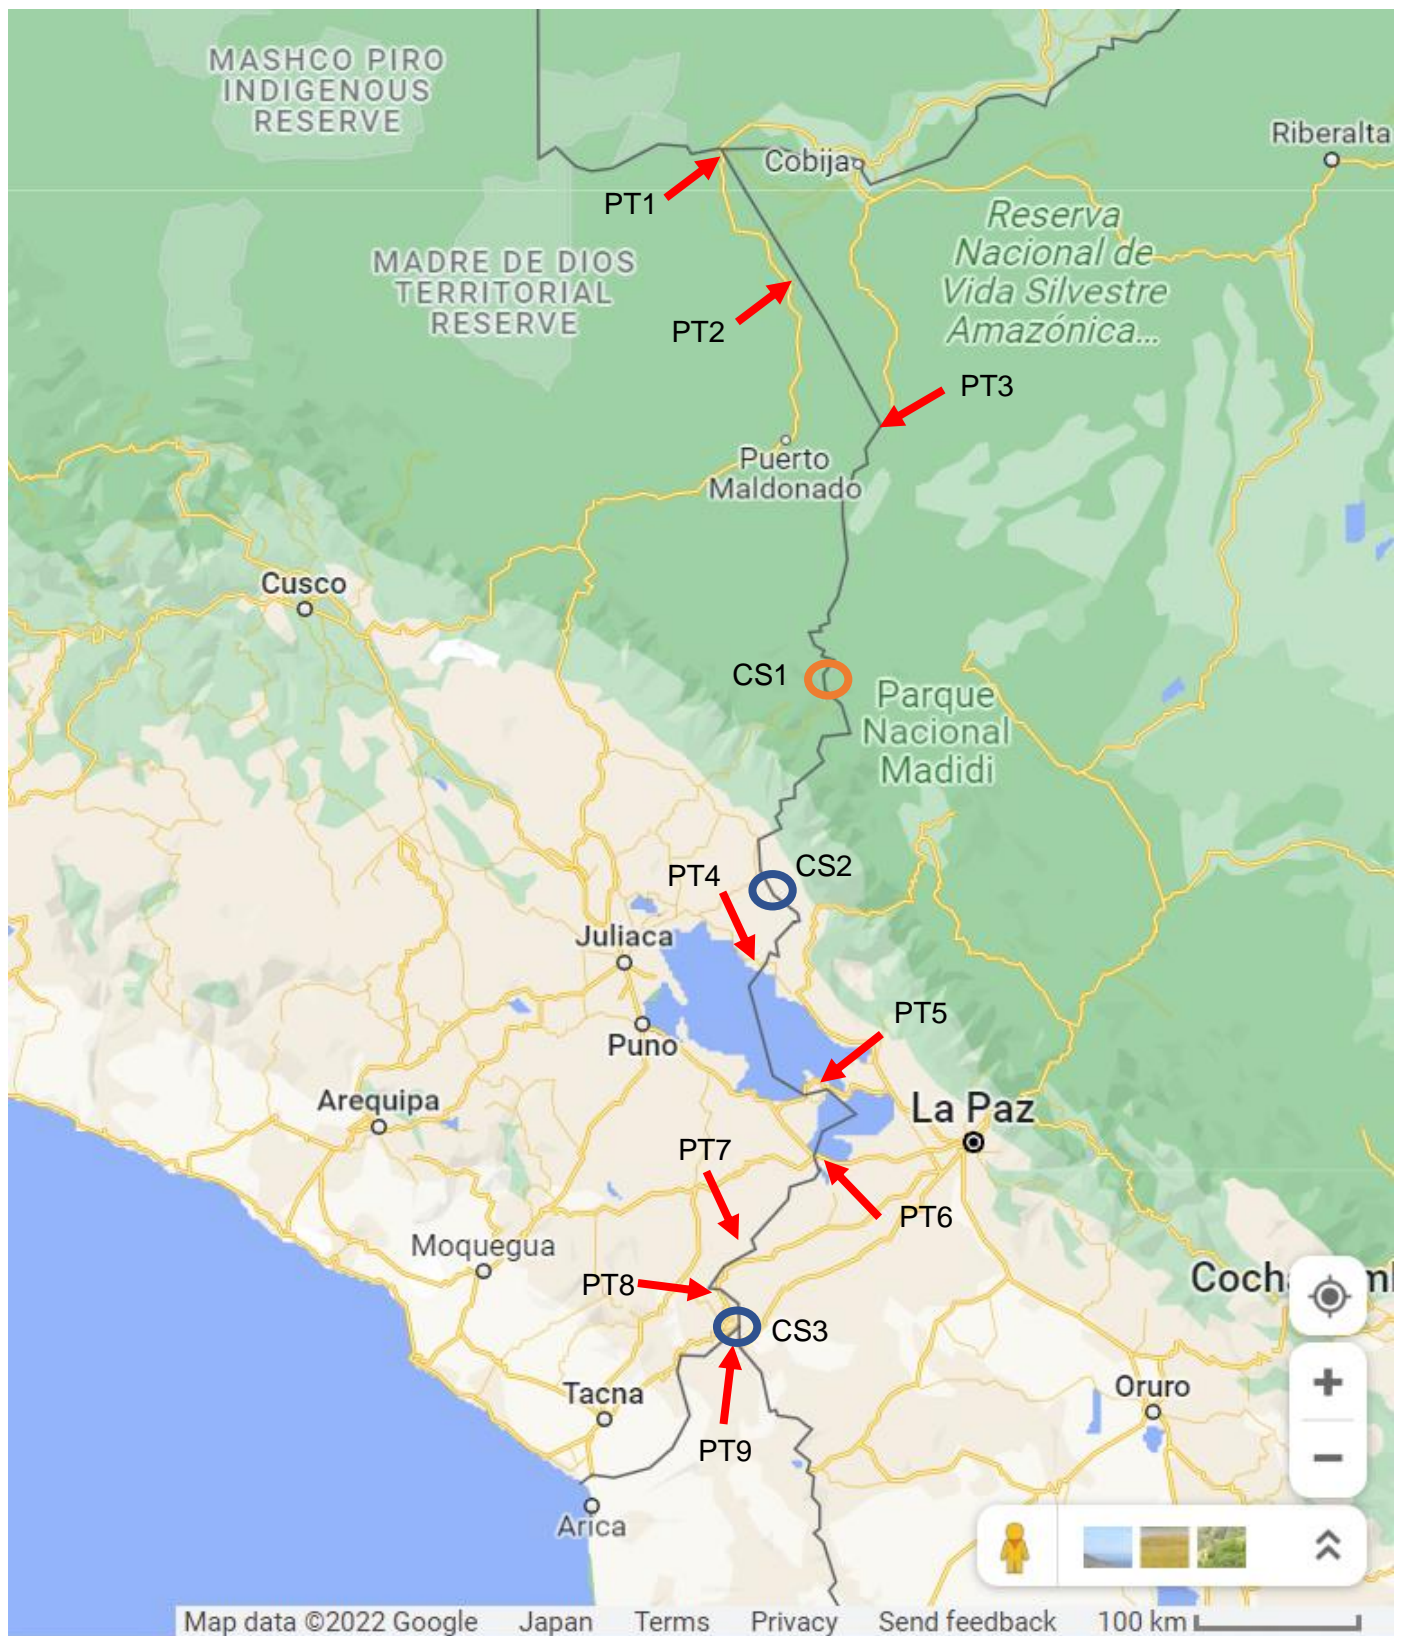 MASHCO PIRO
INDIGENOUS
RESERVE
Riberalta
Cobija
PT1
Reserva
Nacional de
Vida Silvestre
Amazónica...
MADRE DE DIOS
TERRITORIAL
RESERVE
PT2
PT3
Puerto
Maldonado
Cusco
CS1
Parque
Nacional
Madidi
CS2
PT4
Juliaca
PT5
Puno
Arequipa
La Paz
PT7
PT6
Moquegua
PT8
CS3
Tacna
Oruro
PT9
Arica
Map data ©2022 Google Japan Terms Privacy Send feedback 100 km